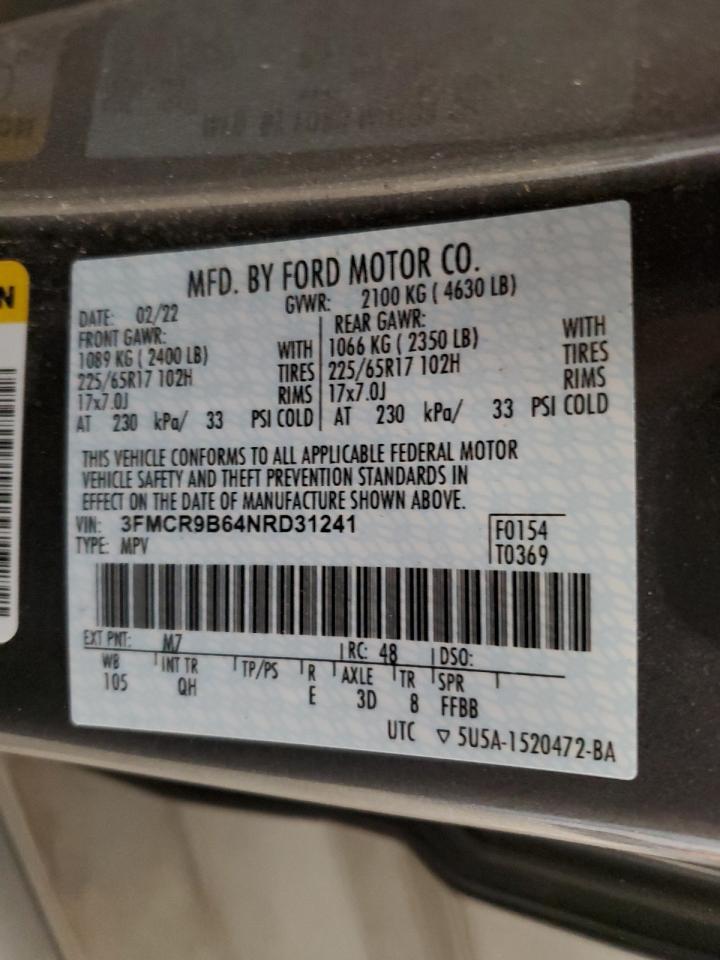 MFD. BY FORD MOTOR CO.
DATE: 02/22 GVWR: 2100 KG ( 4630 LB)
FRONT GAWR: REAR GAWR:
1089 KG ( 2400 LB) WITH 1066 KG ( 2350 LB) WITH
225/65R17 102H TIRES 225/65R17 102H TIRES
17x7.0J RIMS 17x7.0J RIMS
AT 230 kPa/ 33 PSI COLD AT 230 kPa/ 33 PSI COLD
THIS VEHICLE CONFORMS TO ALL APPLICABLE FEDERAL MOTOR
VEHICLE SAFETY AND THEFT PREVENTION STANDARDS IN
EFFECT ON THE DATE OF MANUFACTURE SHOWN ABOVE.
VIN: 3FMCR9B64NRD31241 F0154
TYPE: MPV T0369
EXT PNT: M7 RC: 48 DSO:
WB INT TR TP/PS R AXLE TR SPR
105 QH E 3D 8 FFBB
UTC ▽ 5U5A-1520472-BA
N